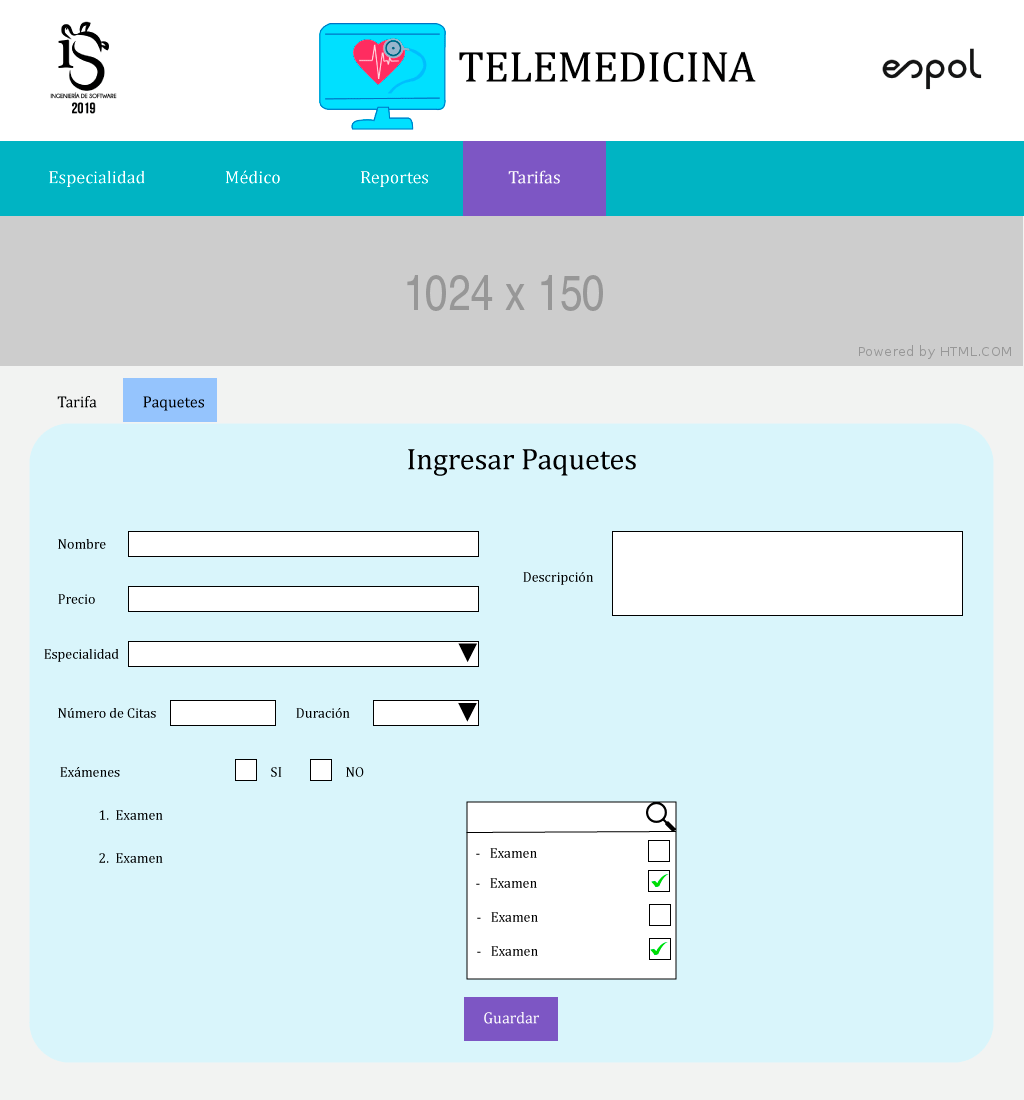 iS
INGENIERÍA DE SOFTWARE
2019
TELEMEDICINA
espol
Especialidad Médico Reportes Tarifas
1024 x 150
Powered by HTML.COM
Tarifa Paquetes
Ingresar Paquetes
Nombre
Descripción
Precio
Especialidad
Número de Citas Duración
Exámenes SI NO
1. Examen
2. Examen
- Examen
- Examen
- Examen
- Examen
Guardar